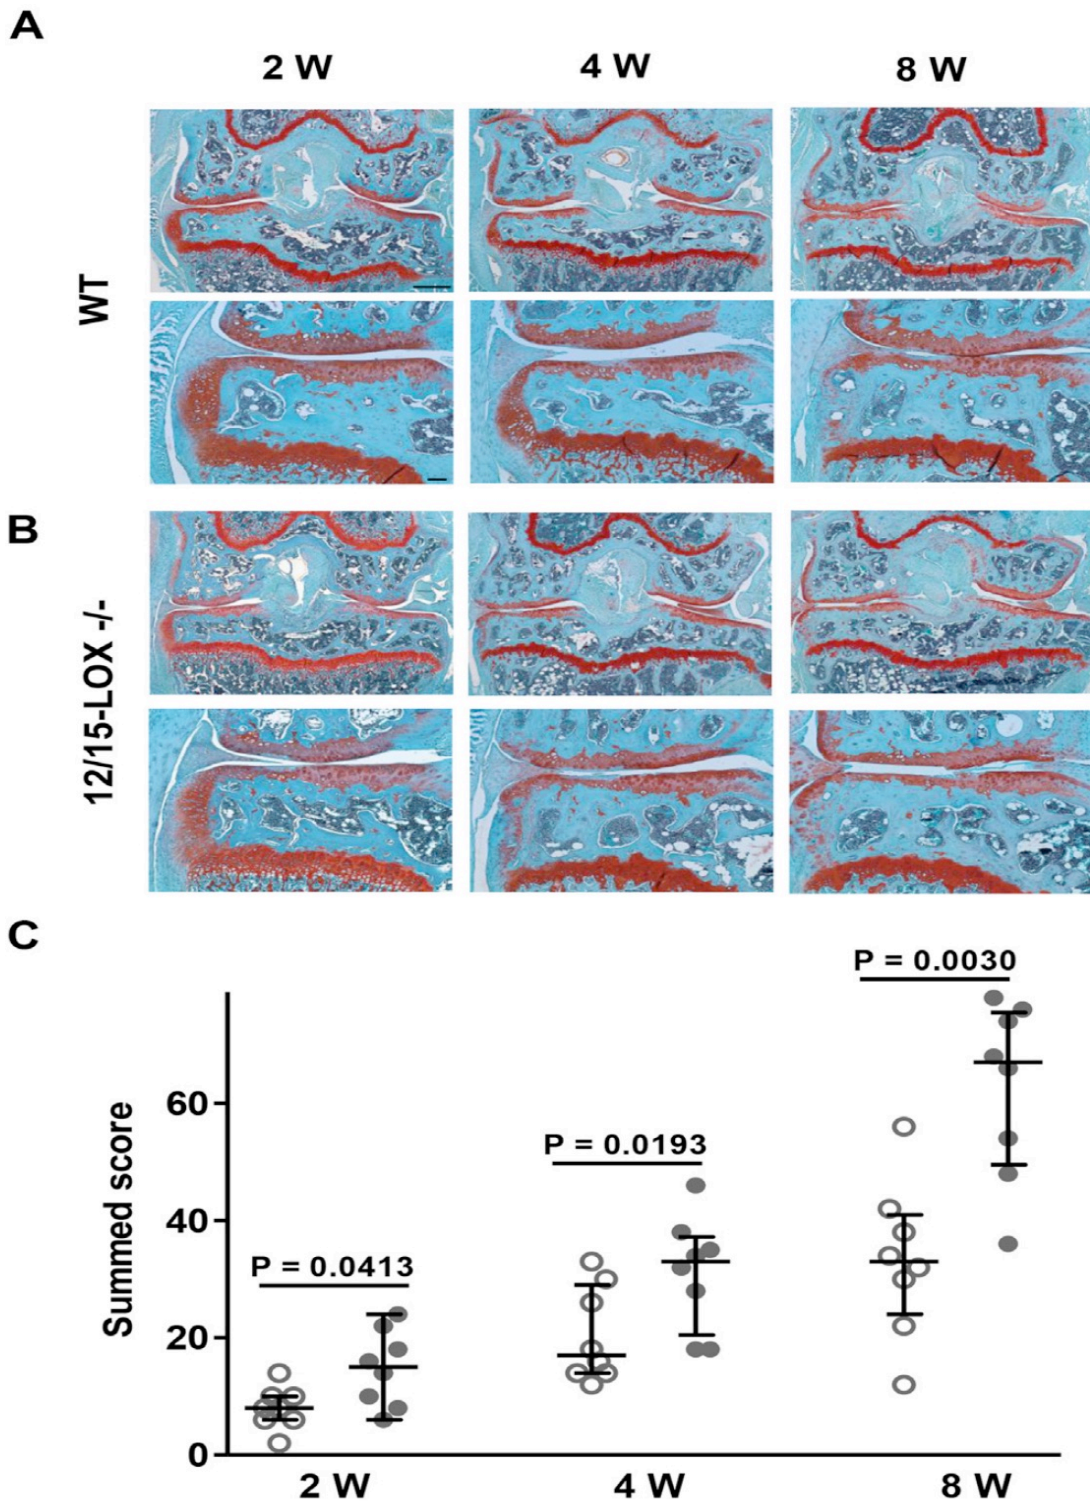 A
2 W 4 W 8 W
WT
B
12/15-LOX -/-
C
P = 0.0030
60
P = 0.0193
Summed score
40
P = 0.0413
20
0
2 W 4 W 8 W